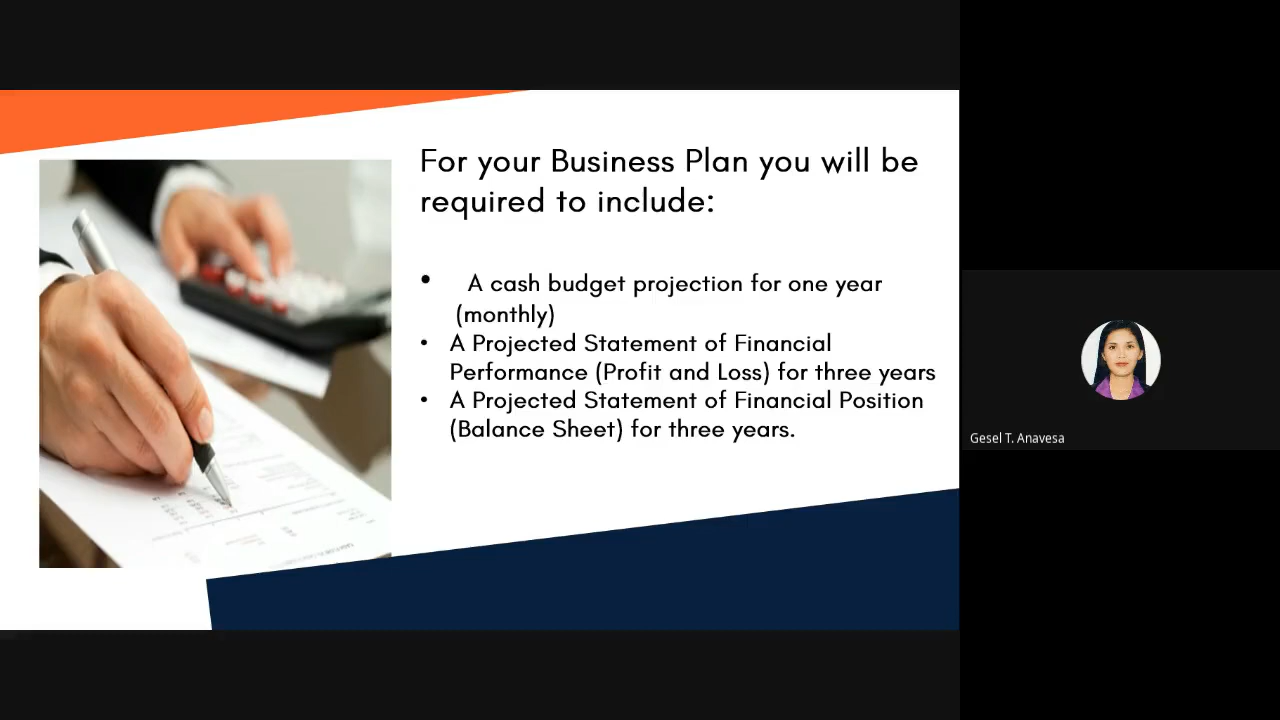 For your Business Plan you will be
required to include:
• A cash budget projection for one year
(monthly)
• A Projected Statement of Financial
Performance (Profit and Loss) for three years
• A Projected Statement of Financial Position
(Balance Sheet) for three years.
Gesel T. Anavesa